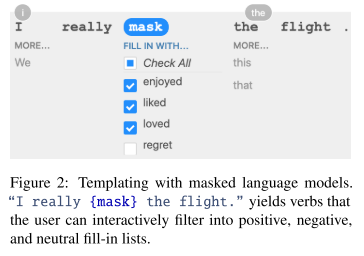 i the
I really mask the flight .
MORE... FILL IN WITH... MORE...
We Check All this
enjoyed that
liked
loved
regret
Figure 2: Templating with masked language models.
“I really {mask} the flight.” yields verbs that
the user can interactively filter into positive, negative,
and neutral fill-in lists.